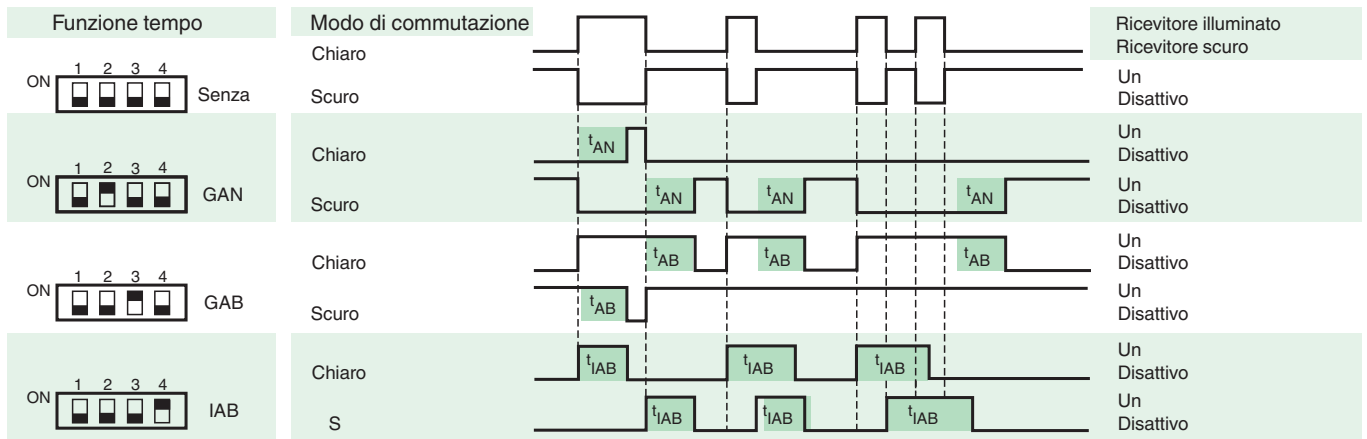 Funzione tempo
Modo di commutazione
Ricevitore illuminato
Ricevitore scuro
Chiaro
ON 1 2 3 4 Senza
Scuro
Un
Disattivo
Chiaro
tAN
Un
Disattivo
ON 1 2 3 4 GAN
Scuro
tAN tAN tAN
Un
Disattivo
Chiaro
tAB tAB tAB
Un
Disattivo
ON 1 2 3 4 GAB
Scuro
tAB
Un
Disattivo
Chiaro
tIAB tIAB tIAB
Un
Disattivo
ON 1 2 3 4 IAB
S
tIAB tIAB tIAB
Un
Disattivo